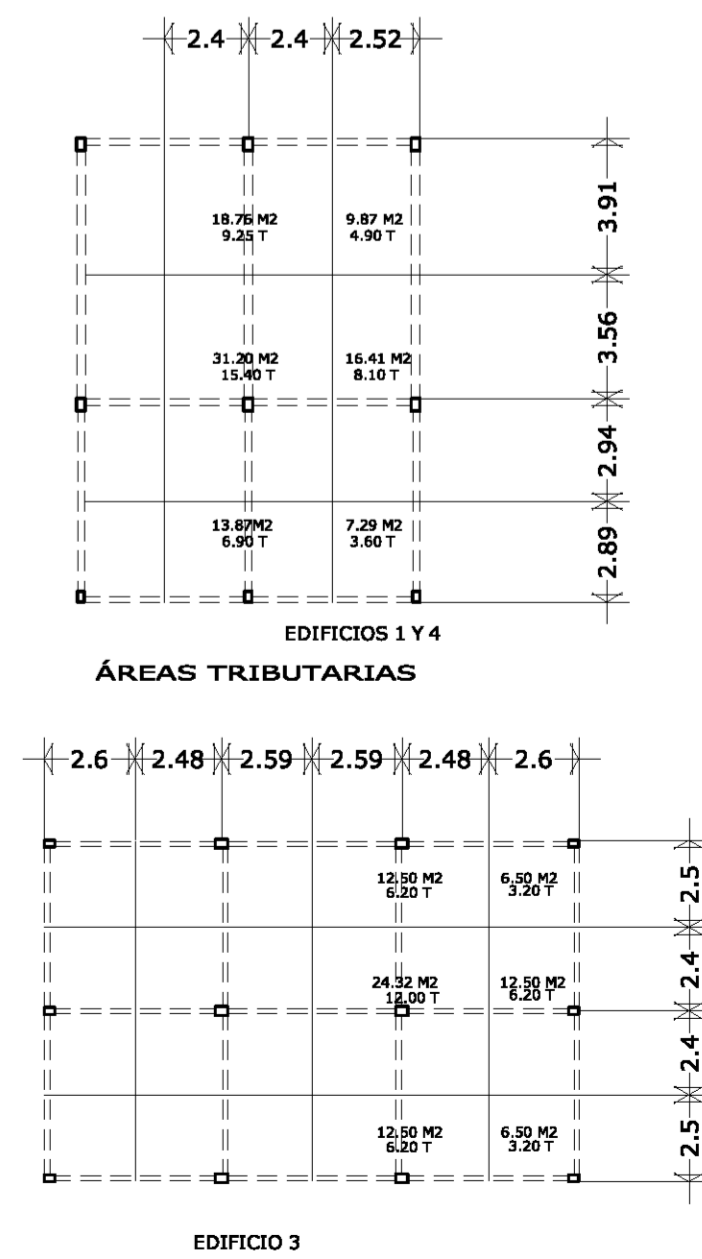 2.4 2.4 2.52
3.91
18.76 M2 9.87 M2
9.25 T 4.90 T
3.56
31.20 M2 16.41 M2
15.40 T 8.10 T
2.94
13.87M2 7.29 M2
6.90 T 3.60 T
2.89
EDIFICIOS 1 Y 4
ÁREAS TRIBUTARIAS
2.6 2.48 2.59 2.59 2.48 2.6
12.50 M2 6.50 M2
6.20 T 3.20 T
2.5
24.32 M2 12.50 M2
12.00 T 6.20 T
2.4
2.4
12.50 M2 6.50 M2
6.20 T 3.20 T
2.5
EDIFICIO 3